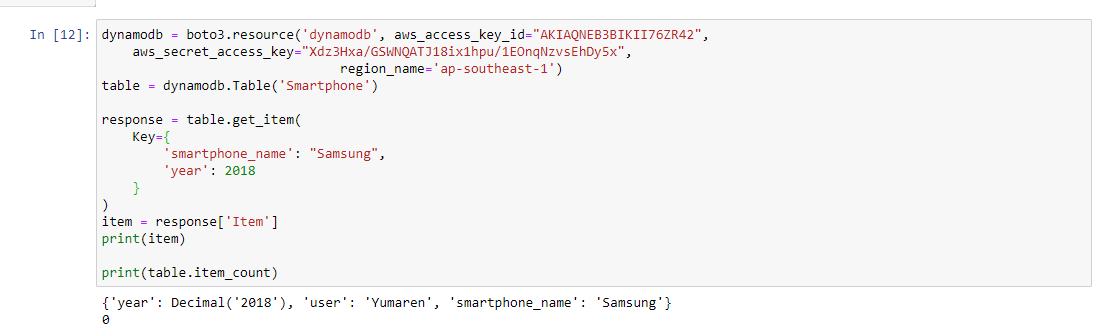 In [12]: dynamodb = boto3.resource('dynamodb', aws_access_key_id="AKIAQNEB3BIKII76ZR42",
aws_secret_access_key="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",
region_name='ap-southeast-1')
table = dynamodb.Table('Smartphone')
response = table.get_item(
Key={
'smartphone_name': "Samsung",
'year': 2018
}
)
item = response['Item']
print(item)
print(table.item_count)
{'year': Decimal('2018'), 'user': 'Yumaren', 'smartphone_name': 'Samsung'}
0